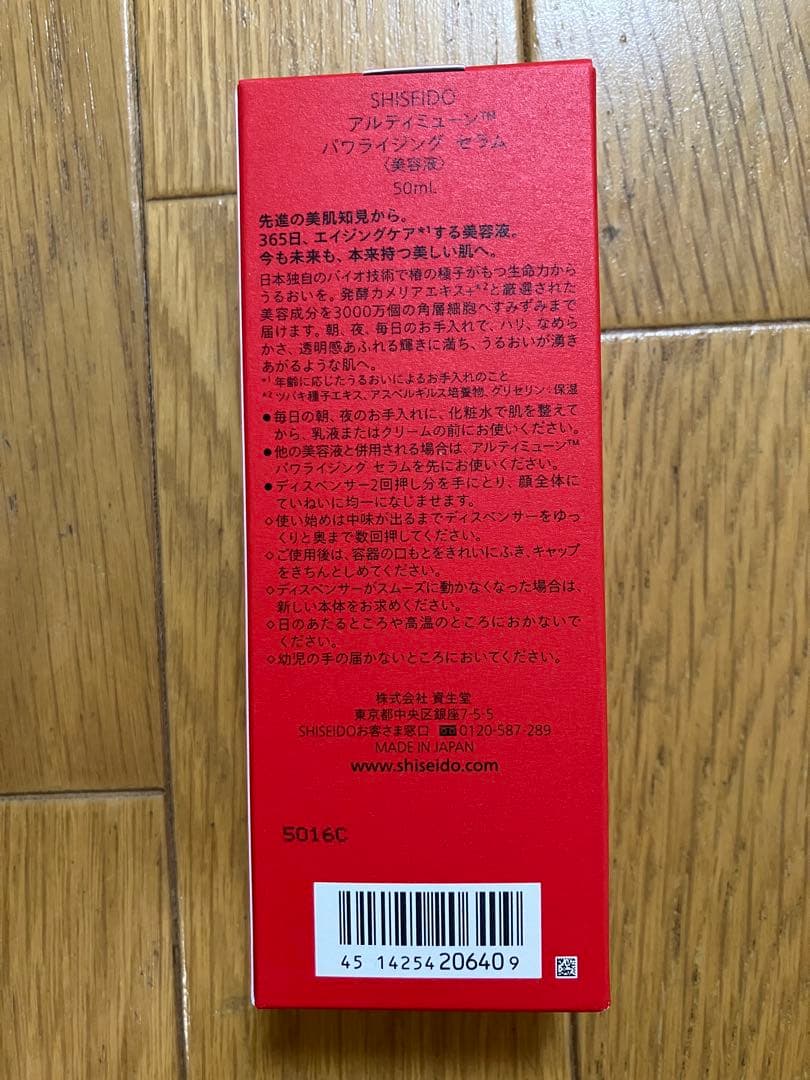 SHISEIDO
アルティミューン™
パワライジング セラム
〈美容液〉
50mL
先進の美肌知見から。
365日、エイジングケア*1する美容液。
今も未来も、本来持つ美しい肌へ。
日本独自のバイオ技術で椿の種子がもつ生命力から
うるおいを。発酵カメリアエキス+*2と厳選された
美容成分を3000万個の角層細胞へすみずみまで
届けます。朝、夜、毎日のお手入れで、ハリ、なめら
かさ、透明感あふれる輝きに満ち、うるおいが湧き
あがるような肌へ。
*1 年齢に応じたうるおいによるお手入れのこと
*2 ツバキ種子エキス、アスペルギルス培養物、グリセリン：保湿
●毎日の朝、夜のお手入れに、化粧水で肌を整えて
から、乳液またはクリームの前にお使いください。
●他の美容液と併用される場合は、アルティミューン™
パワライジング セラムを先にお使いください。
●ディスペンサー2回押し分を手にとり、顔全体に
ていねいに均一になじませます。
◇使い始めは中味が出るまでディスペンサーをゆっ
くりと奥まで数回押してください。
◇ご使用後は、容器の口もとをきれいにふき、キャップ
をきちんとしめてください。
◇ディスペンサーがスムーズに動かなくなった場合は、
新しい本体をお求めください。
◇日のあたるところや高温のところにおかないで
ください。
◇幼児の手の届かないところにおいてください。
株式会社 資生堂
東京都中央区銀座7-5-5
SHISEIDOお客さま窓口 0120-587-289
MADE IN JAPAN
www.shiseido.com
5016C
45 14254 20640 9